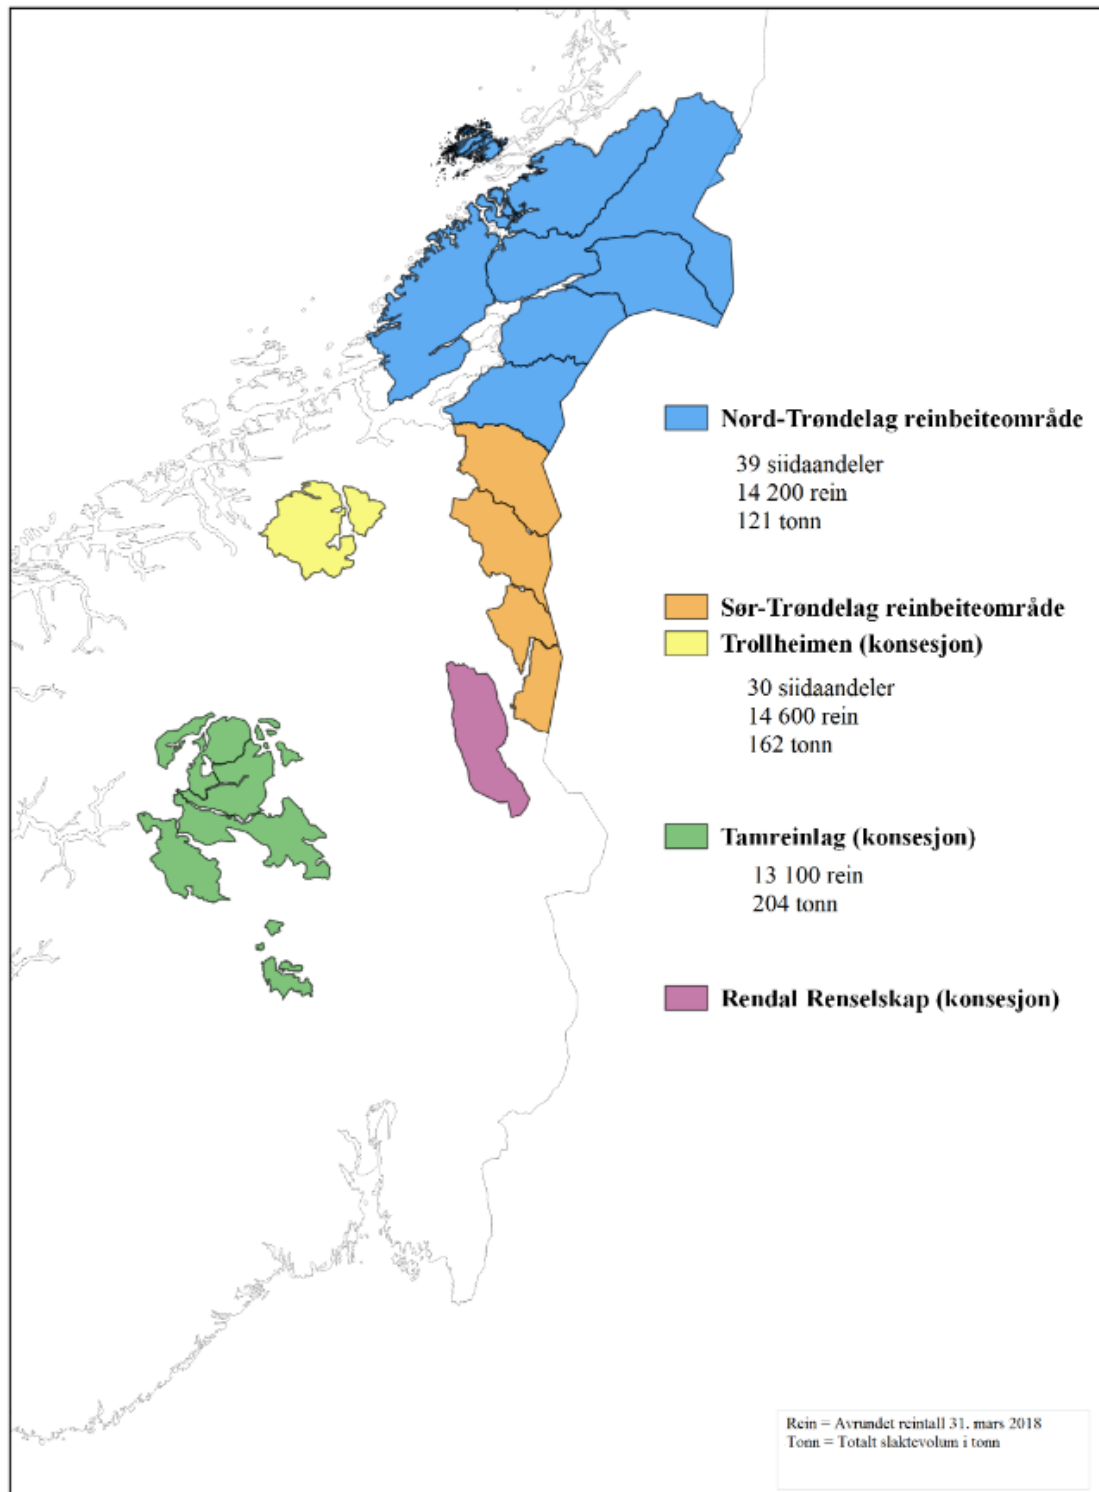 Nord-Trøndelag reinbeiteområde
39 siidaandeler
14 200 rein
121 tonn
Sør-Trøndelag reinbeiteområde
Trollheimen (konsesjon)
30 siidaandeler
14 600 rein
162 tonn
Tamreinlag (konsesjon)
13 100 rein
204 tonn
Rendal Renselskap (konsesjon)
Rein = Avrundet reintall 31. mars 2018
Tonn = Totalt slaktevolum i tonn